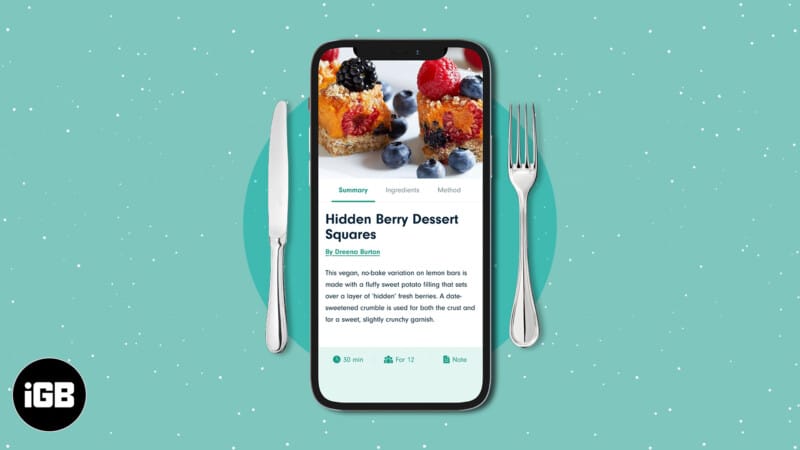 Summary Ingredients Method
Hidden Berry Dessert
Squares
By Dreena Burton
This vegan, no-bake variation on lemon bars is
made with a fluffy sweet potato filling that sets
over a layer of 'hidden' fresh berries. A date-
sweetened crumble is used for both the crust and
for a sweet, slightly crunchy garnish.
30 min For 12 Note
iGB